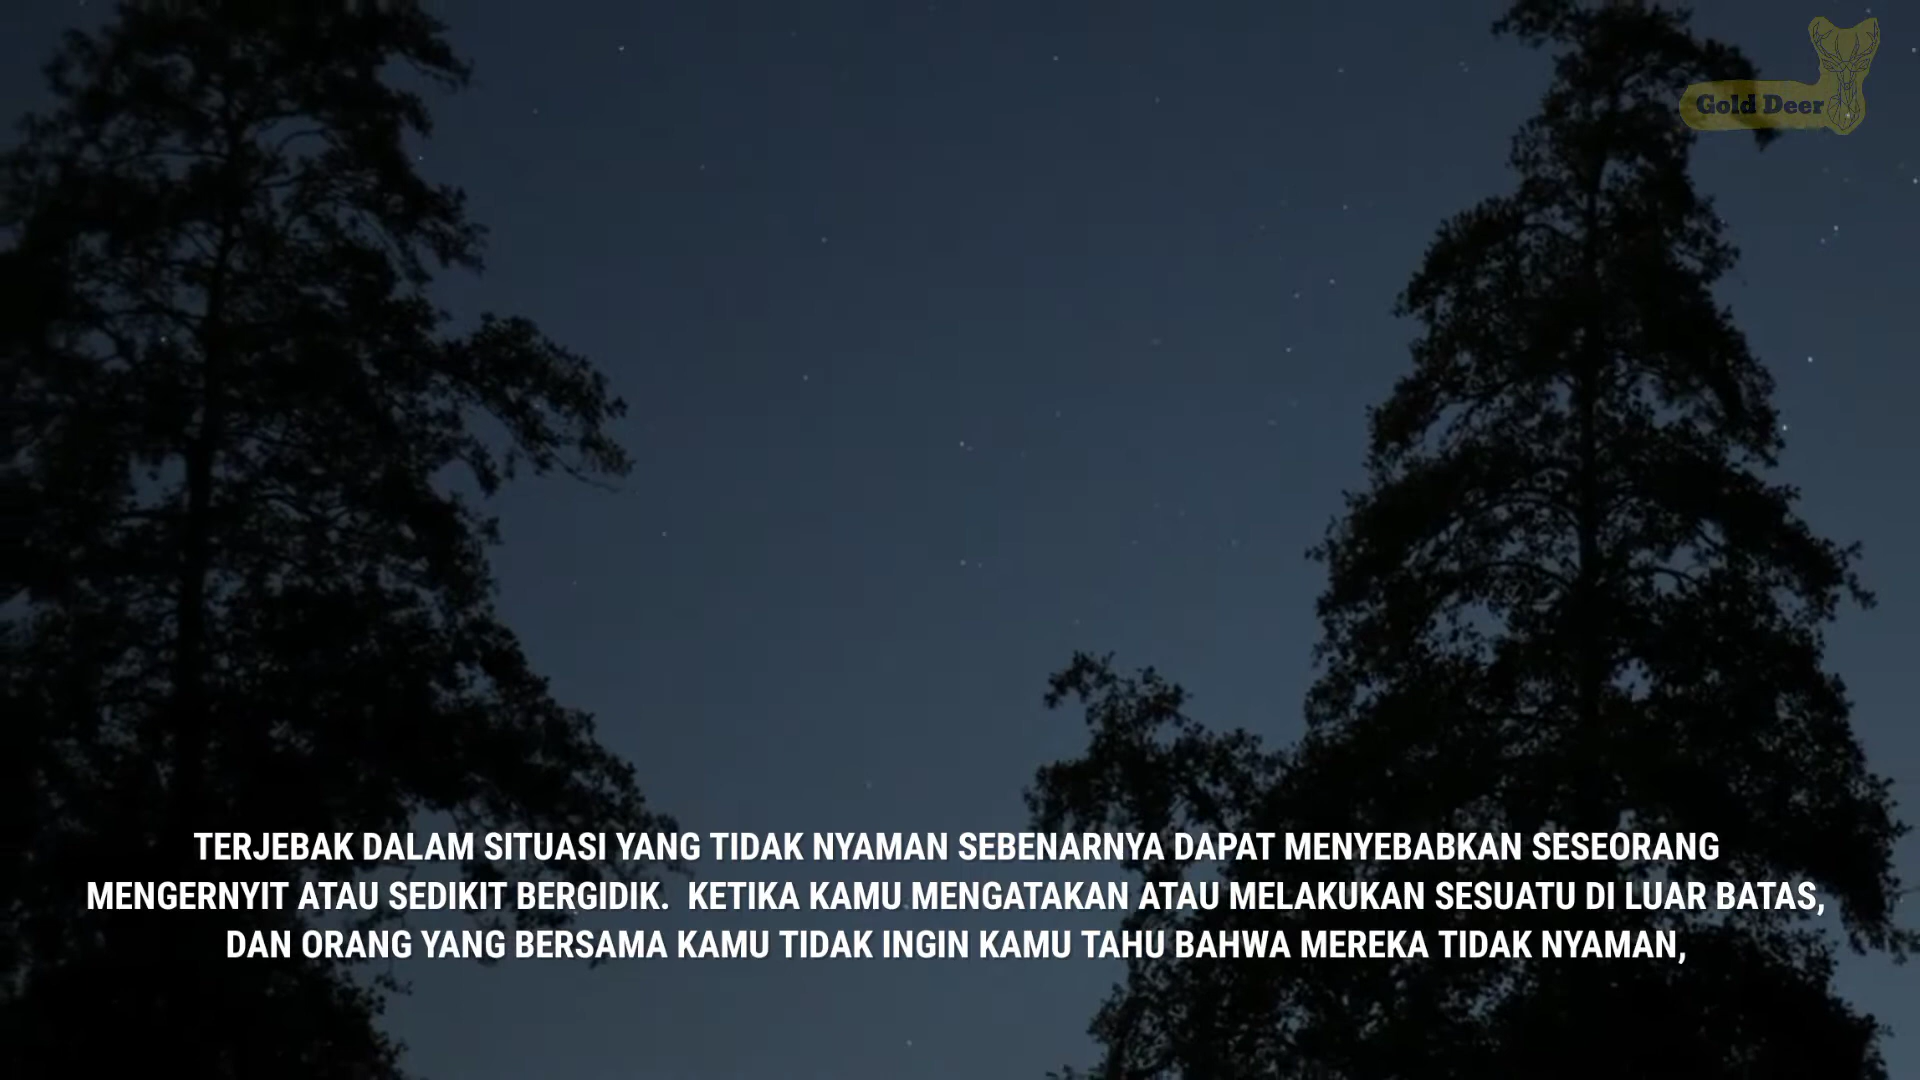 Gold Deer
TERJEBAK DALAM SITUASI YANG TIDAK NYAMAN SEBENARNYA DAPAT MENYEBABKAN SESEORANG
MENGERNYIT ATAU SEDIKIT BERGIDIK.  KETIKA KAMU MENGATAKAN ATAU MELAKUKAN SESUATU DI LUAR BATAS,
DAN ORANG YANG BERSAMA KAMU TIDAK INGIN KAMU TAHU BAHWA MEREKA TIDAK NYAMAN,